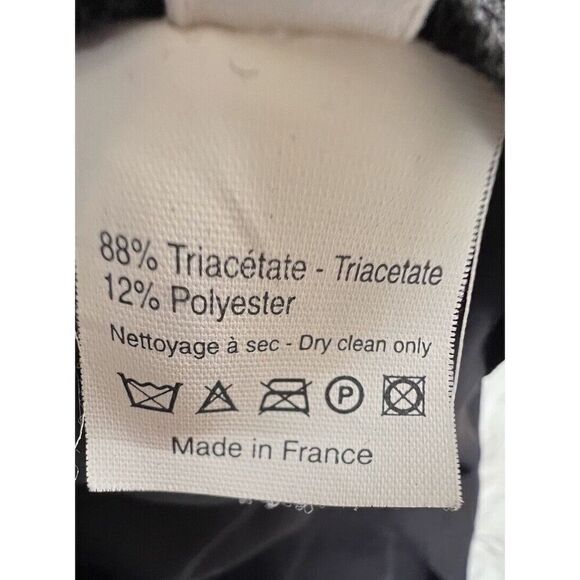 88% Triacétate - Triacetate
12% Polyester
Nettoyage à sec - Dry clean only
P
Made in France